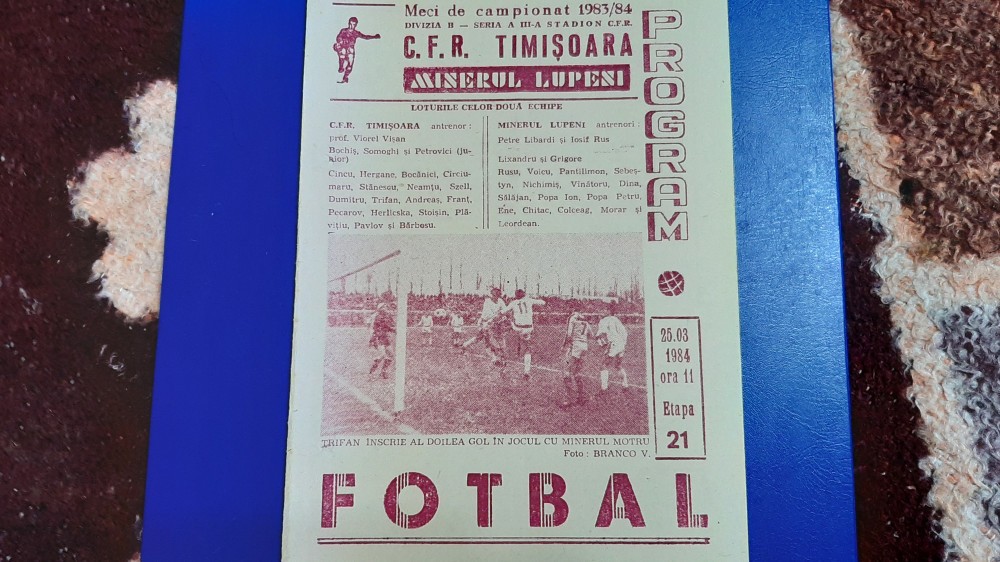 Meci de campionat 1983/84
DIVIZIA B — SERIA A III-A STADION C.F.R.
C.F.R. TIMIȘOARA
MINERUL LUPENI
LOTURILE CELOR DOUĂ ECHIPE
C.F.R. TIMIȘOARA antrenor :
prof. Viorel Vișan
Bochiș, Somoghi și Petrovici (ju-
nior)
Cincu, Hergane, Bocănici, Circiu-
maru, Stănescu, Neamțu, Szell,
Dumitru, Trifan, Andreaș, Franț,
Pecarov, Herlicska, Stoișin, Plă-
vițiu, Pavlov și Bărbosu.
MINERUL LUPENI antrenori :
Petre Libardi și Iosif Rus
Lixandru și Grigore
Rusu, Voicu, Pantilimon, Sebeș-
tyn, Nichimiș, Vinătoru, Dina,
Sălăjan, Popa Ion, Popa Petru,
Ene, Chitac, Colceag, Morar și
Leordean.
TRIFAN ÎNSCRIE AL DOILEA GOL ÎN JOCUL CU MINERUL MOTRU
Foto : BRANCO V.
PROGRAM
25.03
1984
ora 11
Etapa
21
FOTBAL